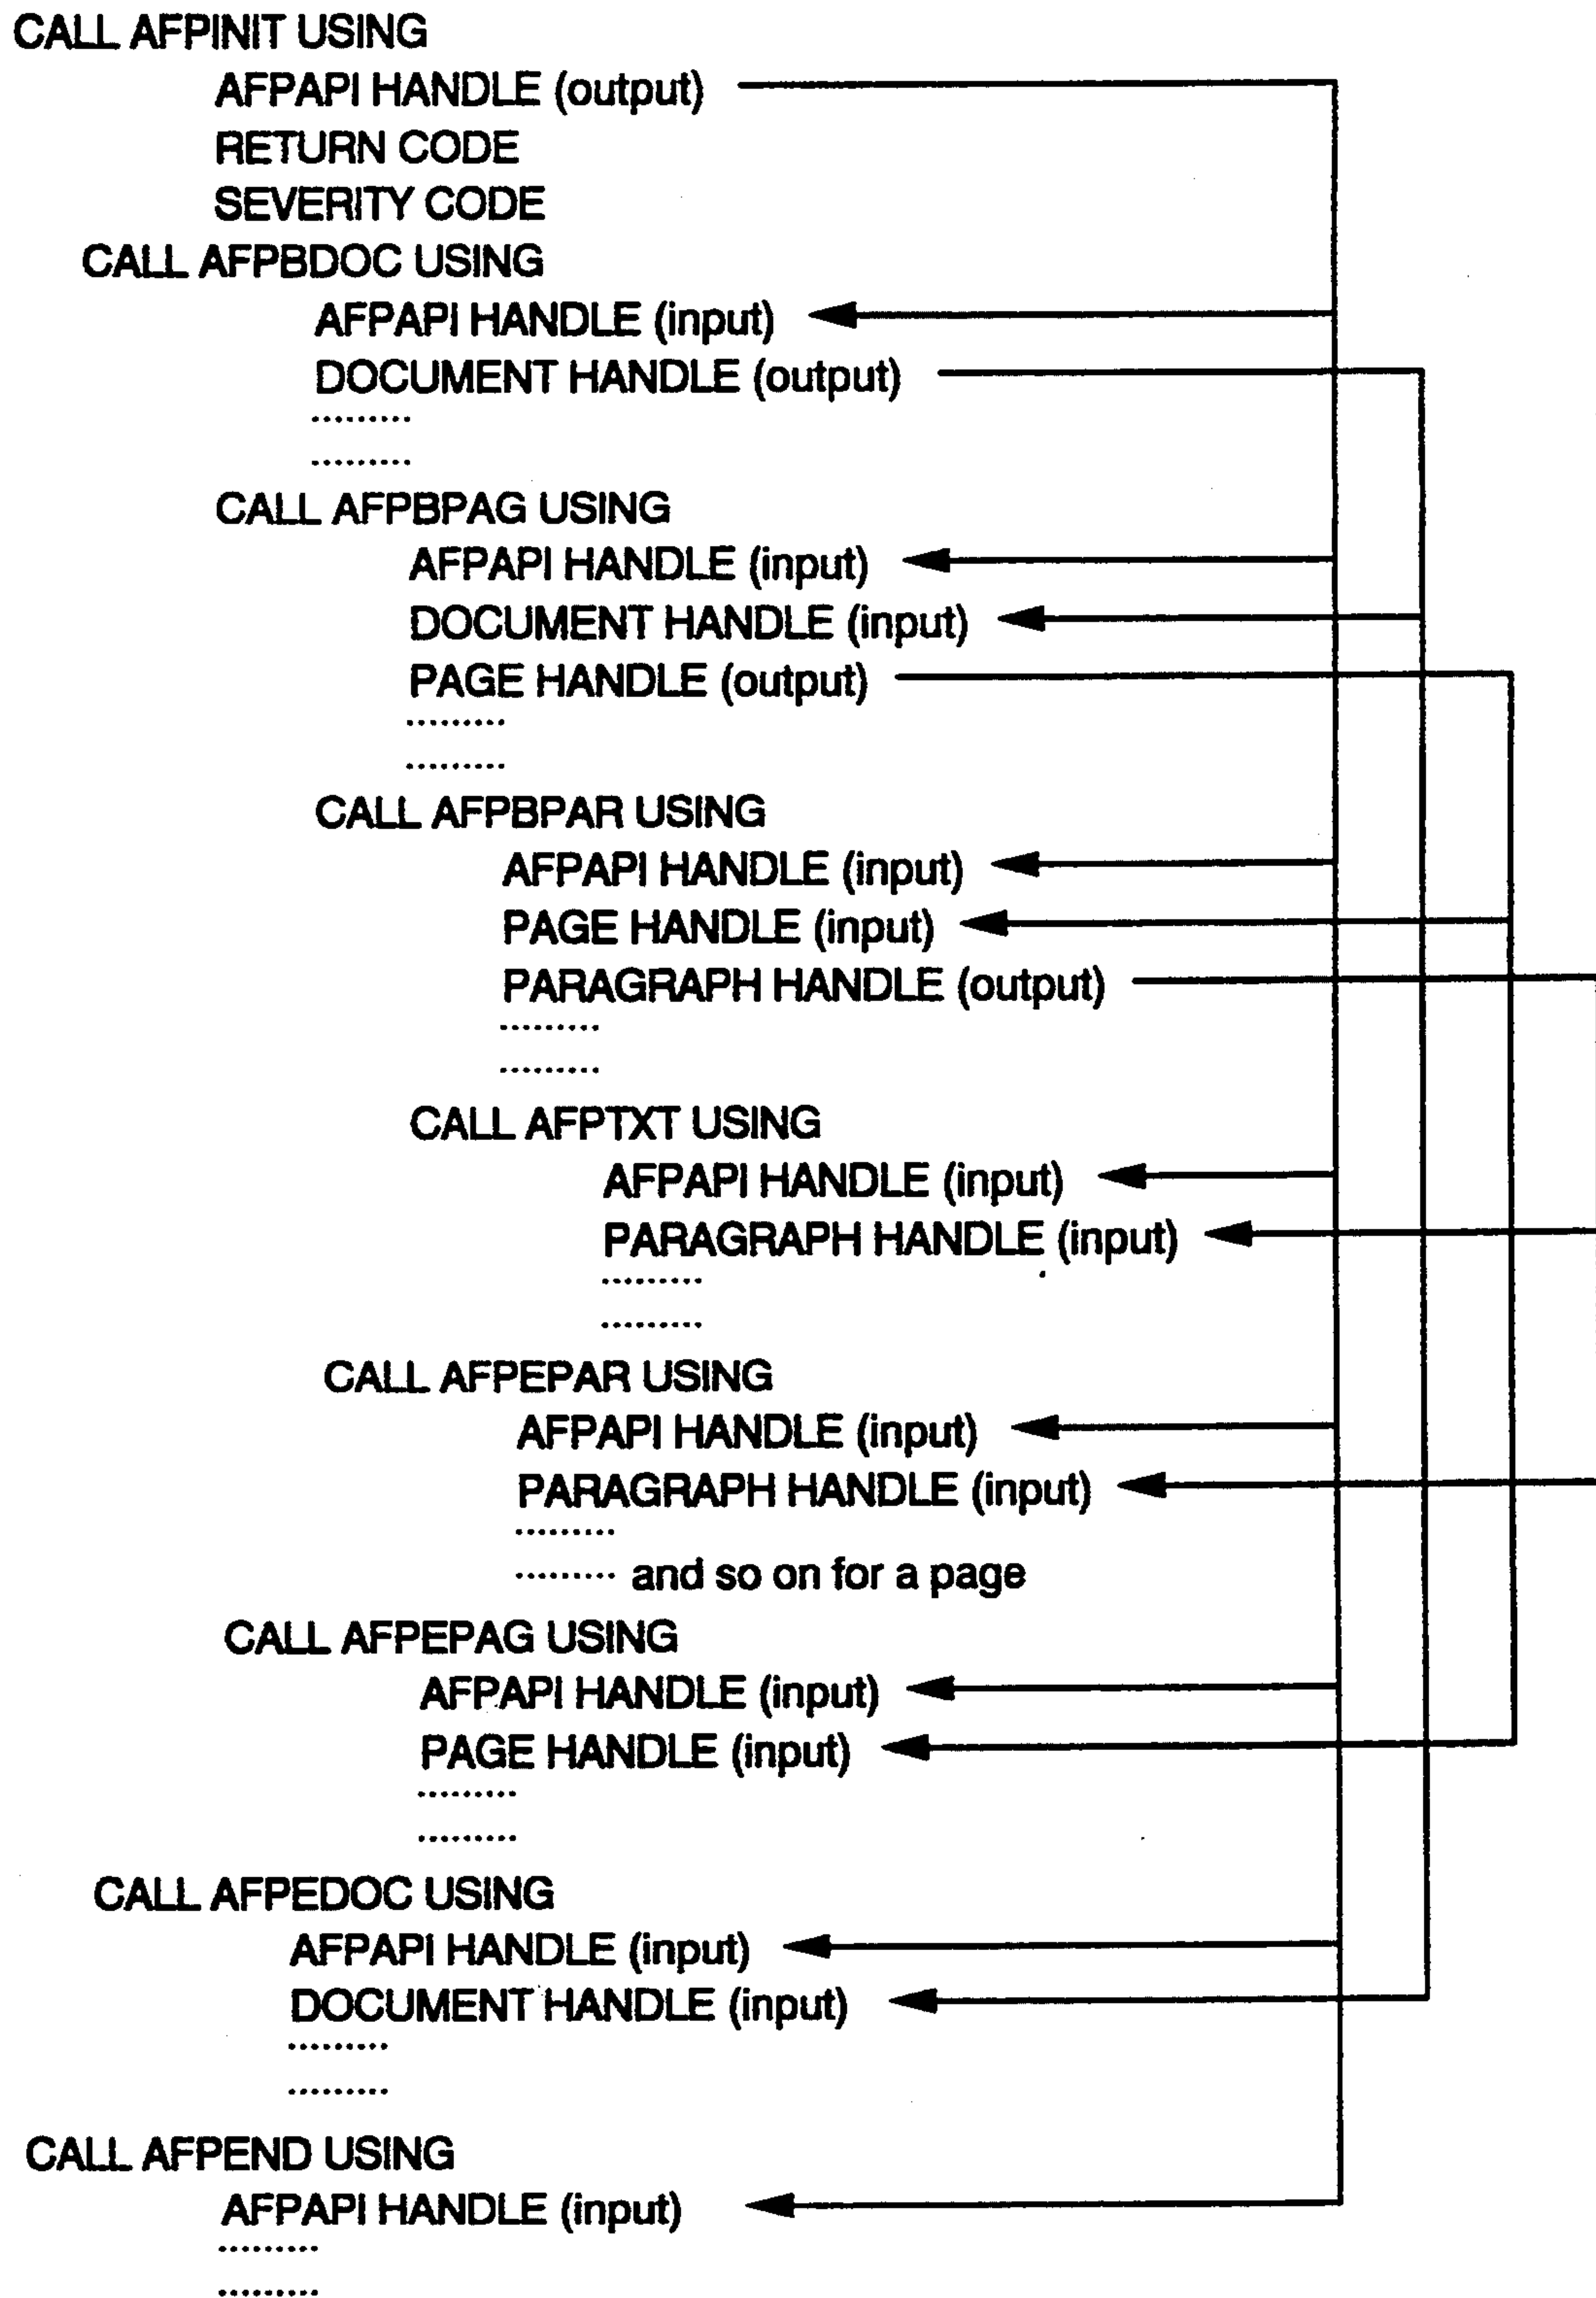 CALL AFPINIT USING
AFPAPI HANDLE (output)
RETURN CODE
SEVERITY CODE
CALL AFPBDOC USING
AFPAPI HANDLE (input)
DOCUMENT HANDLE (output)
.........
.........
CALL AFPBPAG USING
AFPAPI HANDLE (input)
DOCUMENT HANDLE (input)
PAGE HANDLE (output)
.........
.........
CALL AFPBPAR USING
AFPAPI HANDLE (input)
PAGE HANDLE (input)
PARAGRAPH HANDLE (output)
.........
.........
CALL AFPTXT USING
AFPAPI HANDLE (input)
PARAGRAPH HANDLE (input)
.........
.........
CALL AFPEPAR USING
AFPAPI HANDLE (input)
PARAGRAPH HANDLE (input)
.........
......... and so on for a page
CALL AFPEPAG USING
AFPAPI HANDLE (input)
PAGE HANDLE (input)
.........
.........
CALL AFPEDOC USING
AFPAPI HANDLE (input)
DOCUMENT HANDLE (input)
.........
.........
CALL AFPEND USING
AFPAPI HANDLE (input)
.........
.........